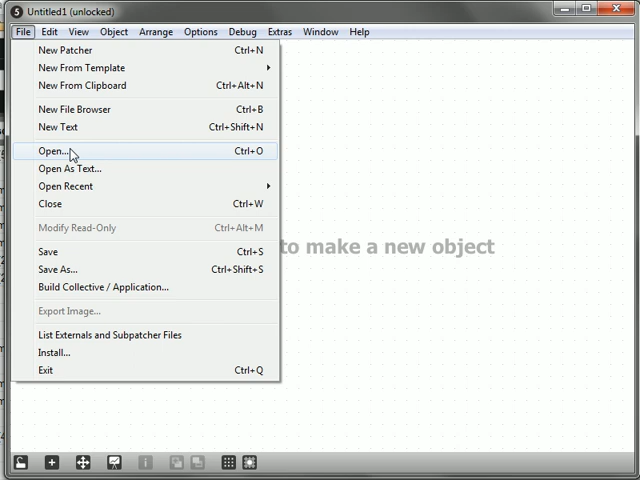 5 Untitled1 (unlocked)
File Edit View Object Arrange Options Debug Extras Window Help
New Patcher Ctrl+N
New From Template
New From Clipboard Ctrl+Alt+N
New File Browser Ctrl+B
New Text Ctrl+Shift+N
Open... Ctrl+O
Open As Text...
Open Recent
Close Ctrl+W
Modify Read-Only Ctrl+Alt+M
to make a new object
Save Ctrl+S
Save As... Ctrl+Shift+S
Build Collective / Application...
Export Image...
List Externals and Subpatcher Files
Install...
Exit Ctrl+Q